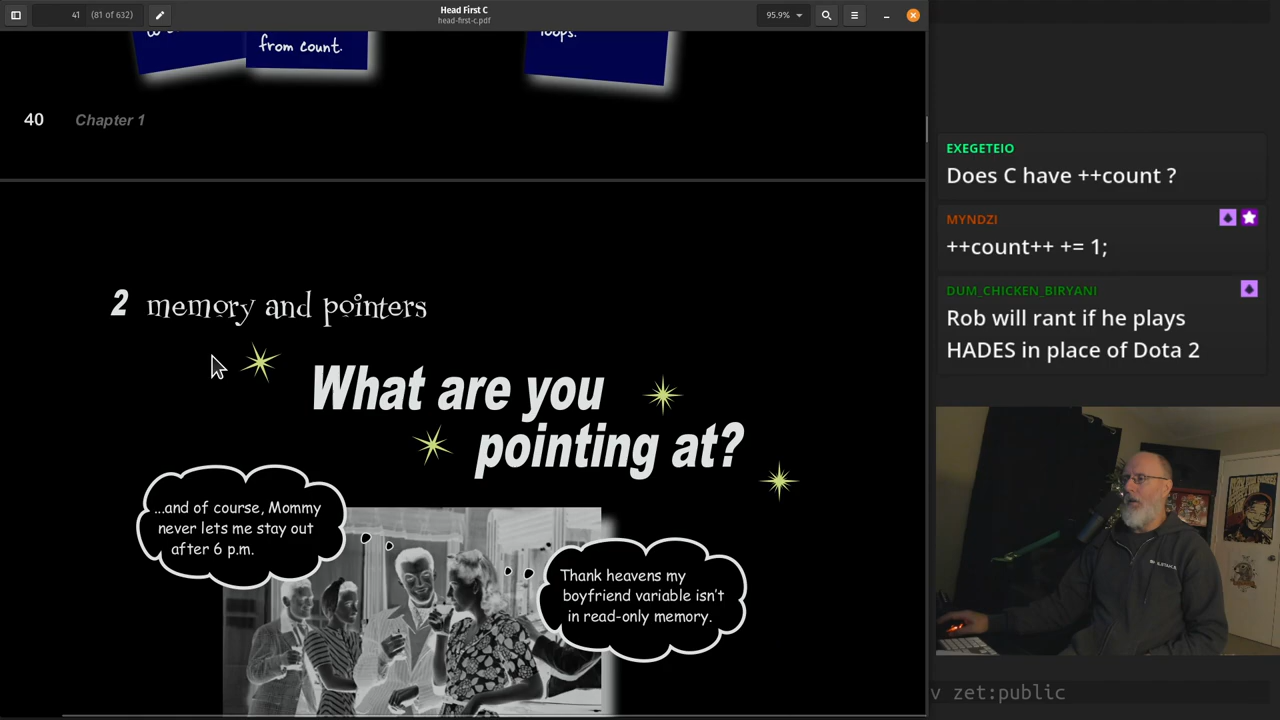 41 (81 of 632)
Head First C
head-first-c.pdf
95.9%
from count.
loops.
40 Chapter 1
2 memory and pointers
What are you
pointing at?
...and of course, Mommy
never lets me stay out
after 6 p.m.
Thank heavens my
boyfriend variable isn't
in read-only memory.
EXEGETEIO
Does C have ++count ?
MYNDZI
++count++ += 1;
DUM_CHICKEN_BIRYANI
Rob will rant if he plays
HADES in place of Dota 2
v zet:public